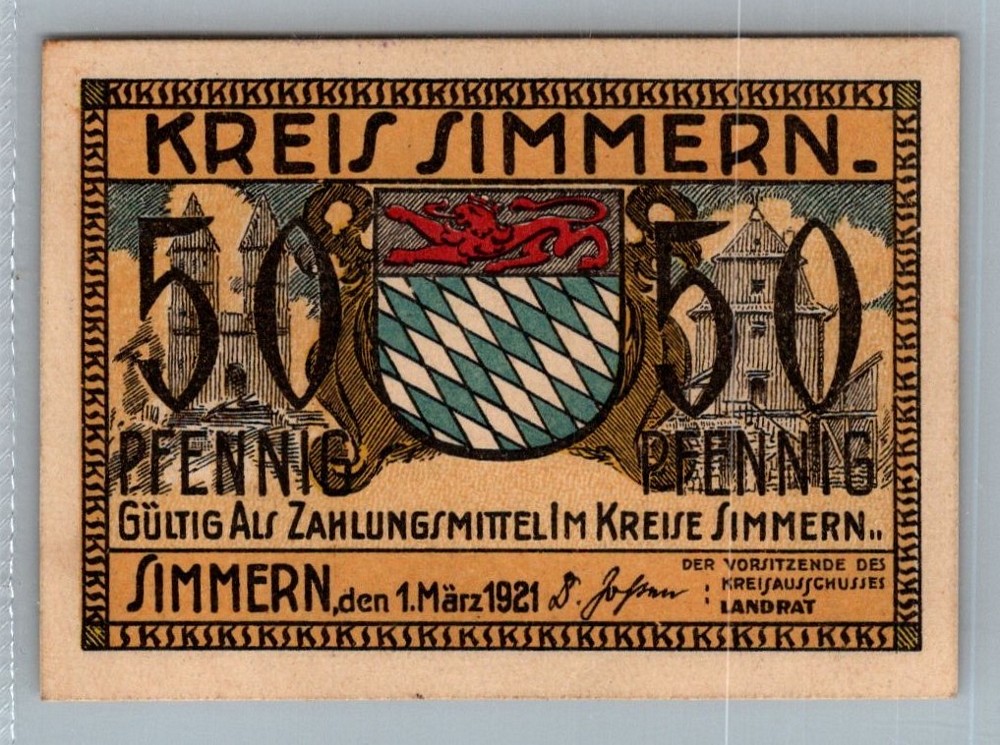 KREIS SIMMERN.
50 50
PFENNIG PFENNIG
GÜLTIG ALS ZAHLUNGSMITTEL IM KREISE SIMMERN..
SIMMERN, den 1. März 1921
DER VORSITZENDE DES
KREISAUSSCHUSSES
LANDRAT